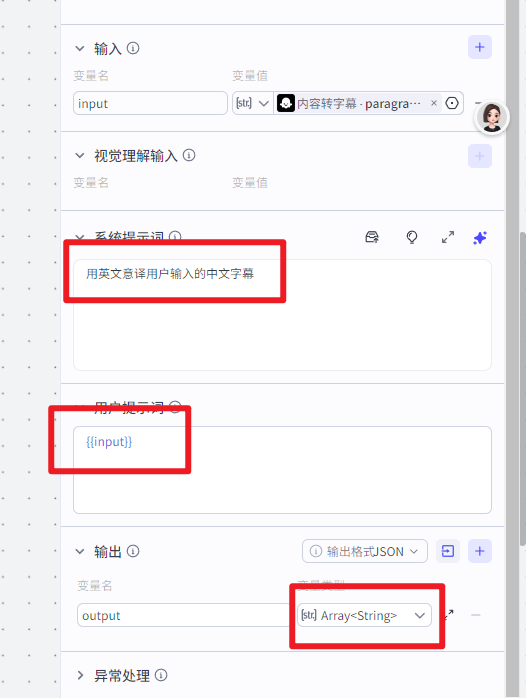 输入
变量名 变量值
input str. 内容转字幕 · paragra… ×
视觉理解输入
变量名 变量值
系统提示词
用英文意译用户输入的中文字幕
用户提示词
{{input}}
输出 输出格式JSON
变量名 变量类型
output [str] Array<String>
异常处理